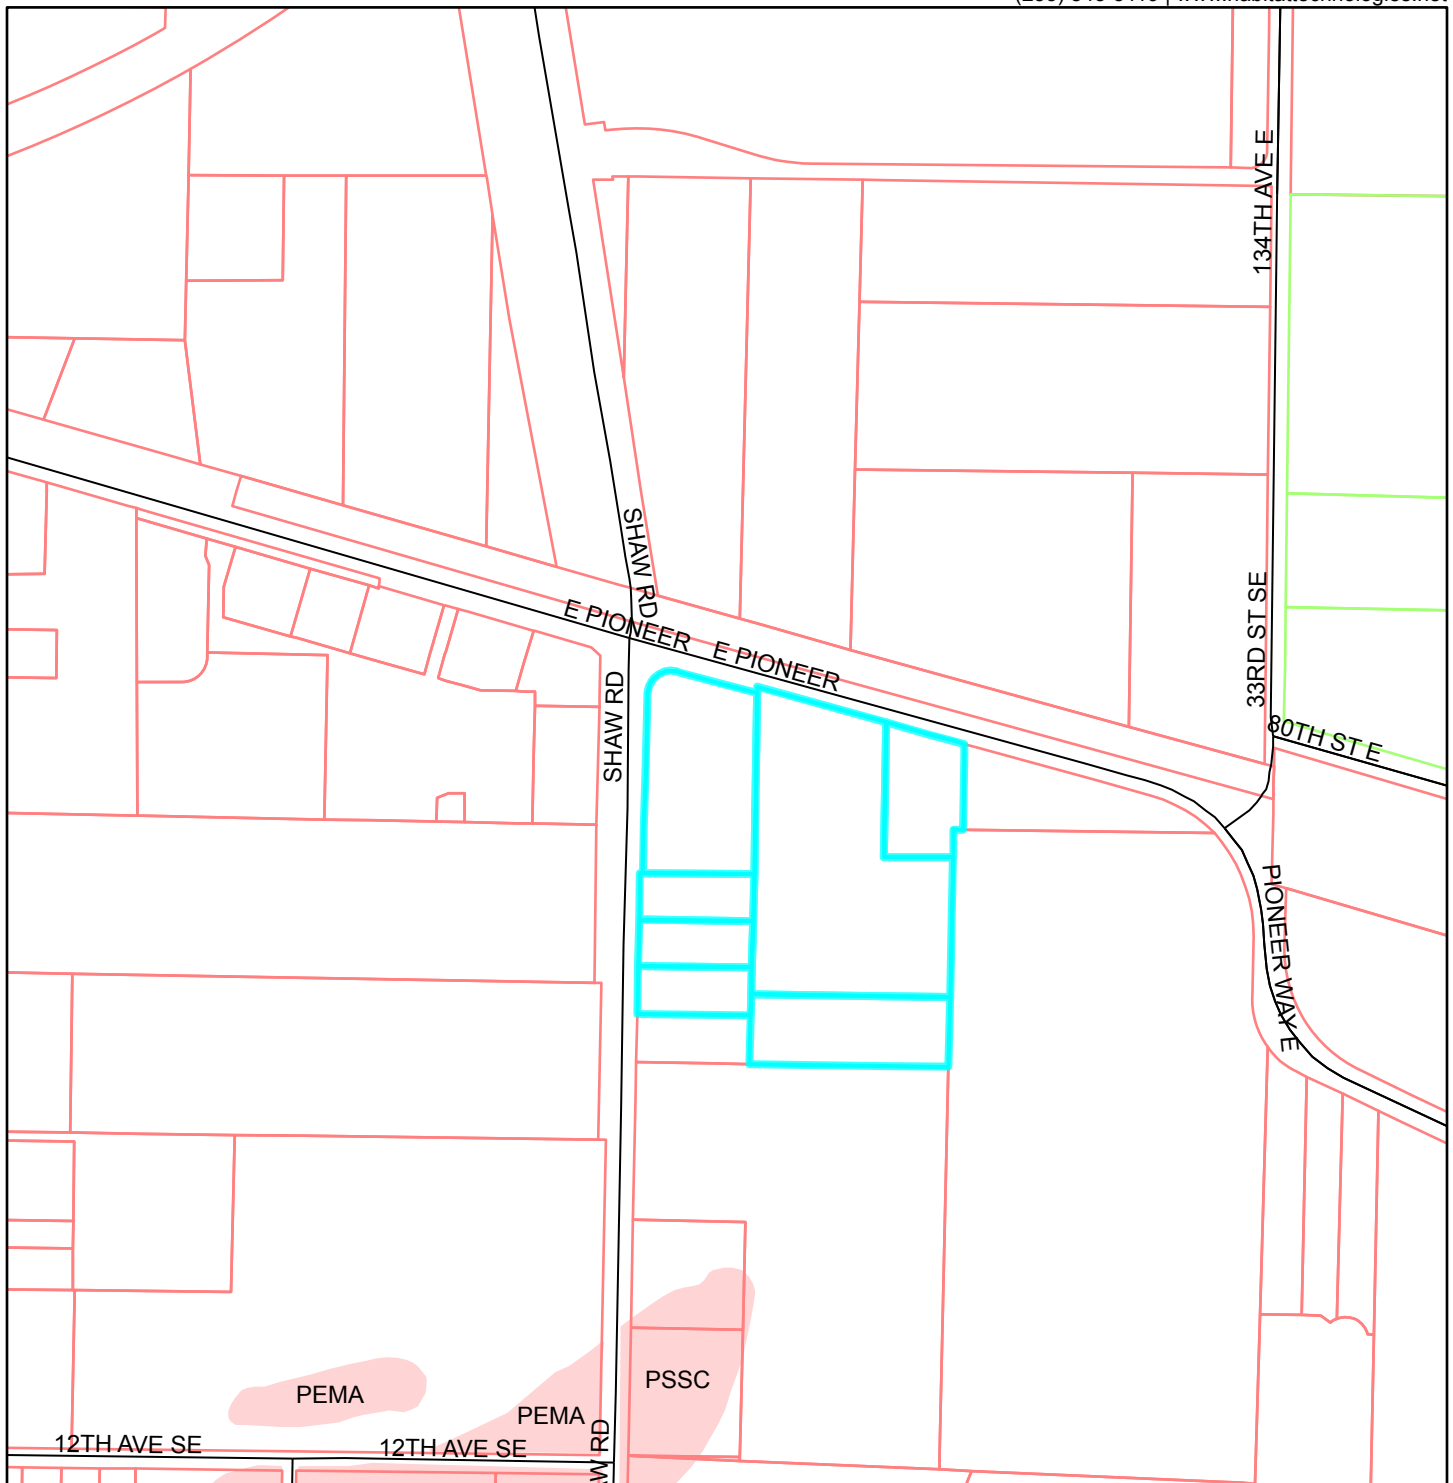 134TH AVE E
SHAW RD
E PIONEER
E PIONEER
33RD ST SE
SHAW RD
80TH ST E
PIONEER WAY E
PSSC
PEMA
PEMA
12TH AVE SE
12TH AVE SE